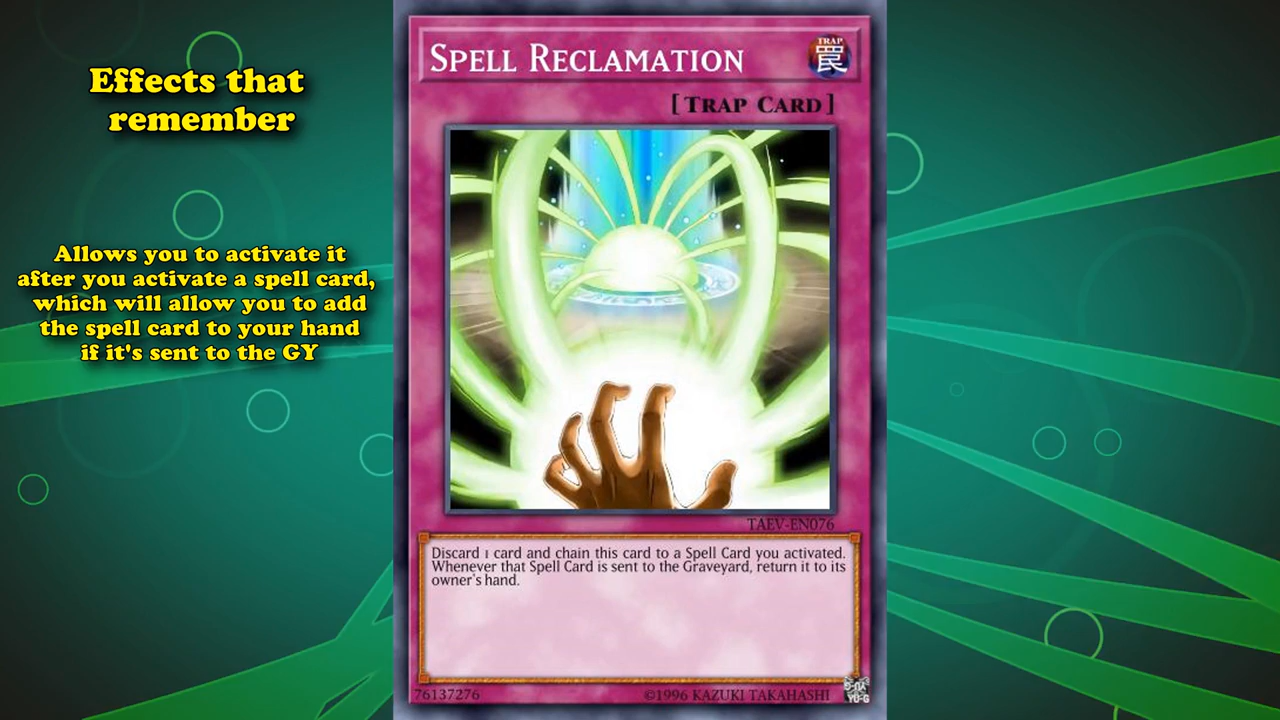 Effects that
remember
Allows you to activate it
after you activate a spell card,
which will allow you to add
the spell card to your hand
if it's sent to the GY
SPELL RECLAMATION
TRAP
罠
[TRAP CARD]
TAEV-EN076
Discard 1 card and chain this card to a Spell Card you activated.
Whenever that Spell Card is sent to the Graveyard, return it to its
owner's hand.
76137276
©1996 KAZUKI TAKAHASHI